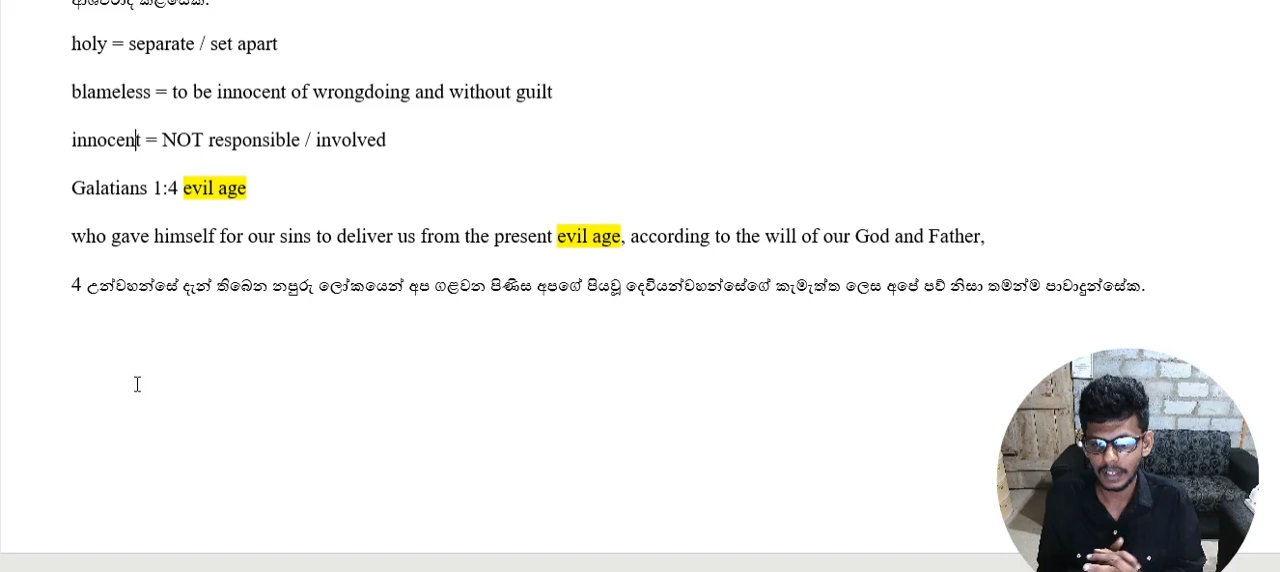 ආශිර්වාද කළසේක.
holy = separate / set apart
blameless = to be innocent of wrongdoing and without guilt
innocent = NOT responsible / involved
Galatians 1:4 evil age
who gave himself for our sins to deliver us from the present evil age, according to the will of our God and Father,
4 උන්වහන්සේ දැන් තිබෙන නපුරු ලෝකයෙන් අප ගළවන පිණිස අපගේ පියවූ දෙවියන්වහන්සේගේ කැමැත්ත ලෙස අපේ පව් නිසා තමන්ම පාවාදුන්සේක.